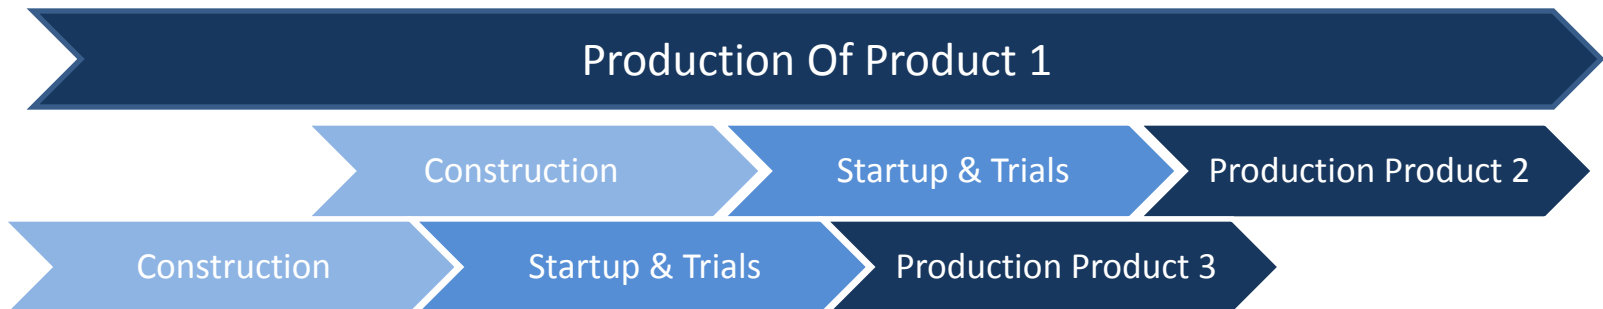 Production Of Product 1
Construction
Startup & Trials
Production Product 2
Construction
Startup & Trials
Production Product 3